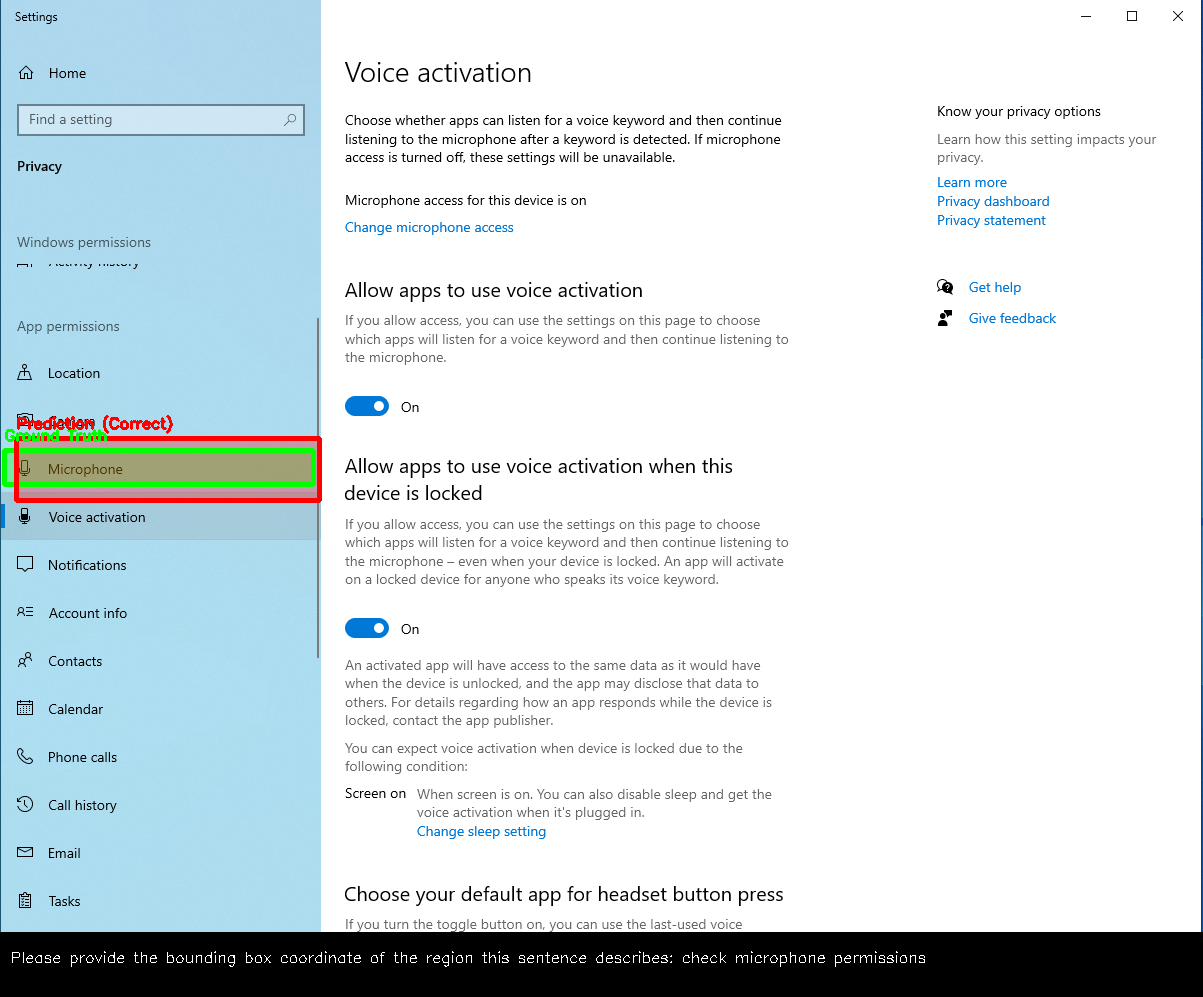 Settings
Home
Find a setting
Privacy
Windows permissions
Activity history
App permissions
Location
Prediction (Correct)
Ground Truth
Microphone
Voice activation
Notifications
Account info
Contacts
Calendar
Phone calls
Call history
Email
Tasks
Voice activation
Choose whether apps can listen for a voice keyword and then continue
listening to the microphone after a keyword is detected. If microphone
access is turned off, these settings will be unavailable.
Microphone access for this device is on
Change microphone access
Allow apps to use voice activation
If you allow access, you can use the settings on this page to choose
which apps will listen for a voice keyword and then continue listening to
the microphone.
On
Allow apps to use voice activation when this
device is locked
If you allow access, you can use the settings on this page to choose
which apps will listen for a voice keyword and then continue listening to
the microphone – even when your device is locked. An app will activate
on a locked device for anyone who speaks its voice keyword.
On
An activated app will have access to the same data as it would have
when the device is unlocked, and the app may disclose that data to
others. For details regarding how an app responds while the device is
locked, contact the app publisher.
You can expect voice activation when device is locked due to the
following condition:
Screen on When screen is on. You can also disable sleep and get the
voice activation when it's plugged in.
Change sleep setting
Choose your default app for headset button press
If you turn the toggle button on, you can use the last-used voice
Know your privacy options
Learn how this setting impacts your
privacy.
Learn more
Privacy dashboard
Privacy statement
Get help
Give feedback
Please provide the bounding box coordinate of the region this sentence describes: check microphone permissions